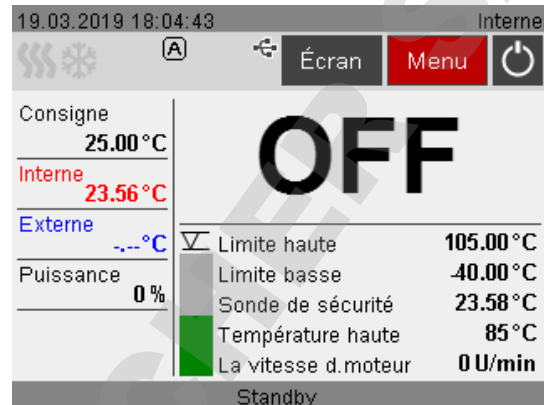 19.03.2019 18:04:43 Interne
A Écran Menu
Consigne
25.00 °C
Interne
23.56 °C
Externe
-.-- °C
Puissance
0 %
OFF
Limite haute 105.00 °C
Limite basse -40.00 °C
Sonde de sécurité 23.58 °C
Température haute 85 °C
La vitesse d.moteur 0 U/min
Standby